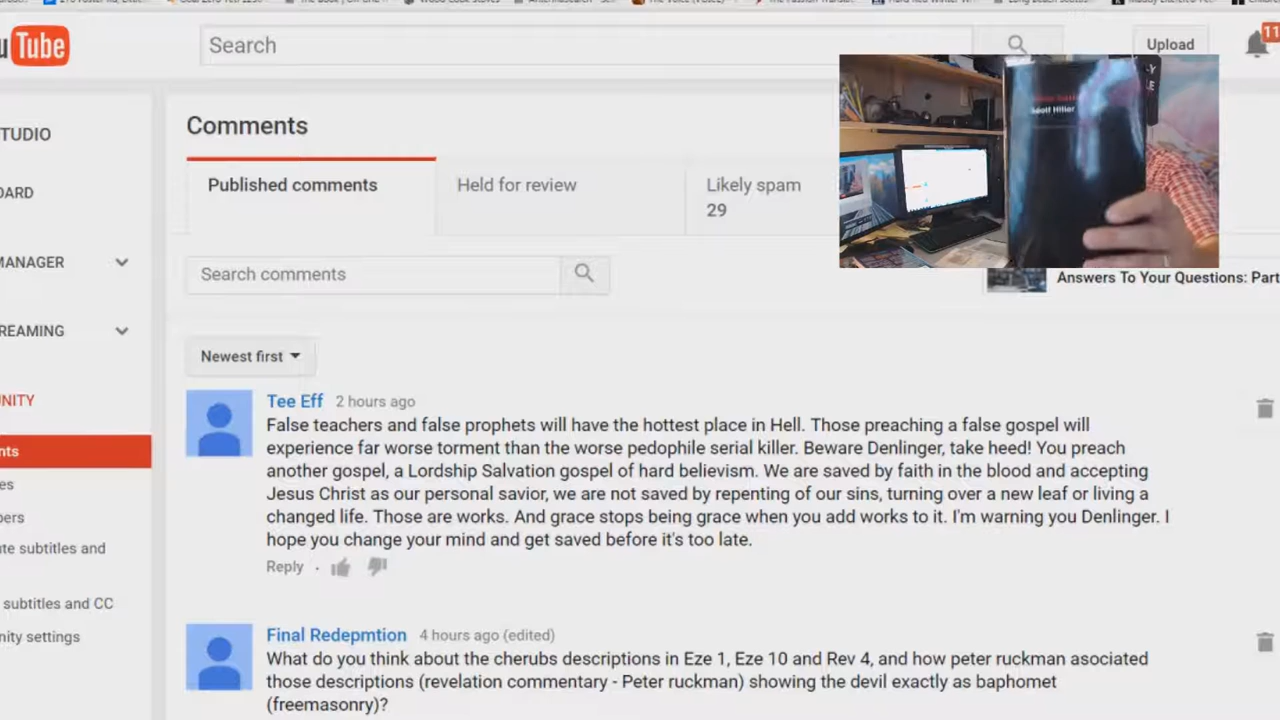 u Tube
Search
Upload
11
TUDIO
Comments
OARD
Published comments
Held for review
Likely spam
29
MANAGER
Search comments
Answers To Your Questions: Part
REAMING
Newest first
NITY
nts
es
pers
te subtitles and
subtitles and CC
nity settings
Tee Eff 2 hours ago
False teachers and false prophets will have the hottest place in Hell. Those preaching a false gospel will
experience far worse torment than the worse pedophile serial killer. Beware Denlinger, take heed! You preach
another gospel, a Lordship Salvation gospel of hard believism. We are saved by faith in the blood and accepting
Jesus Christ as our personal savior, we are not saved by repenting of our sins, turning over a new leaf or living a
changed life. Those are works. And grace stops being grace when you add works to it. I'm warning you Denlinger. I
hope you change your mind and get saved before it's too late.
Reply
Final Redepmtion 4 hours ago (edited)
What do you think about the cherubs descriptions in Eze 1, Eze 10 and Rev 4, and how peter ruckman asociated
those descriptions (revelation commentary - Peter ruckman) showing the devil exactly as baphomet
(freemasonry)?